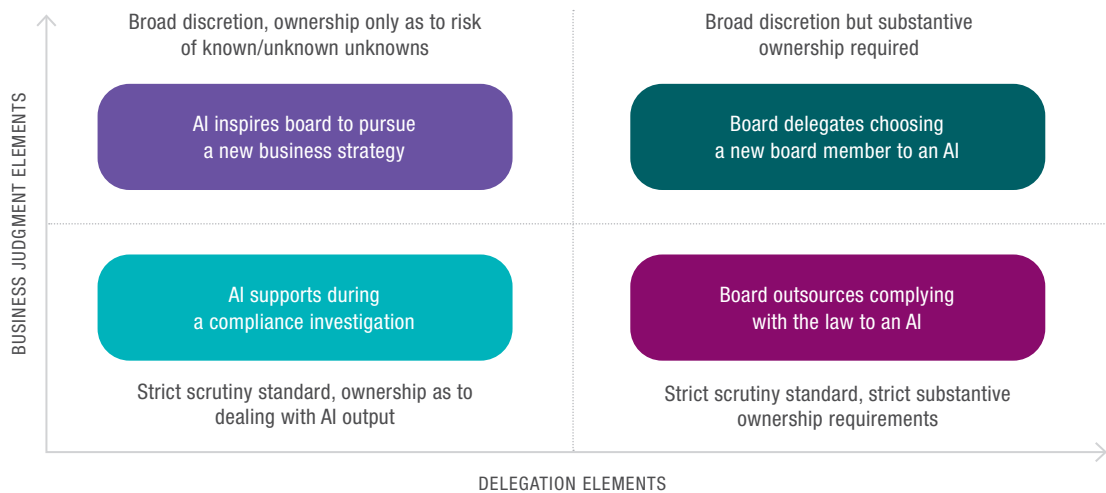 Broad discretion, ownership only as to risk
of known/unknown unknowns
Broad discretion but substantive
ownership required
BUSINESS JUDGMENT ELEMENTS
AI inspires board to pursue
a new business strategy
Board delegates choosing
a new board member to an AI
AI supports during
a compliance investigation
Board outsources complying
with the law to an AI
Strict scrutiny standard, ownership as to
dealing with AI output
Strict scrutiny standard, strict substantive
ownership requirements
DELEGATION ELEMENTS